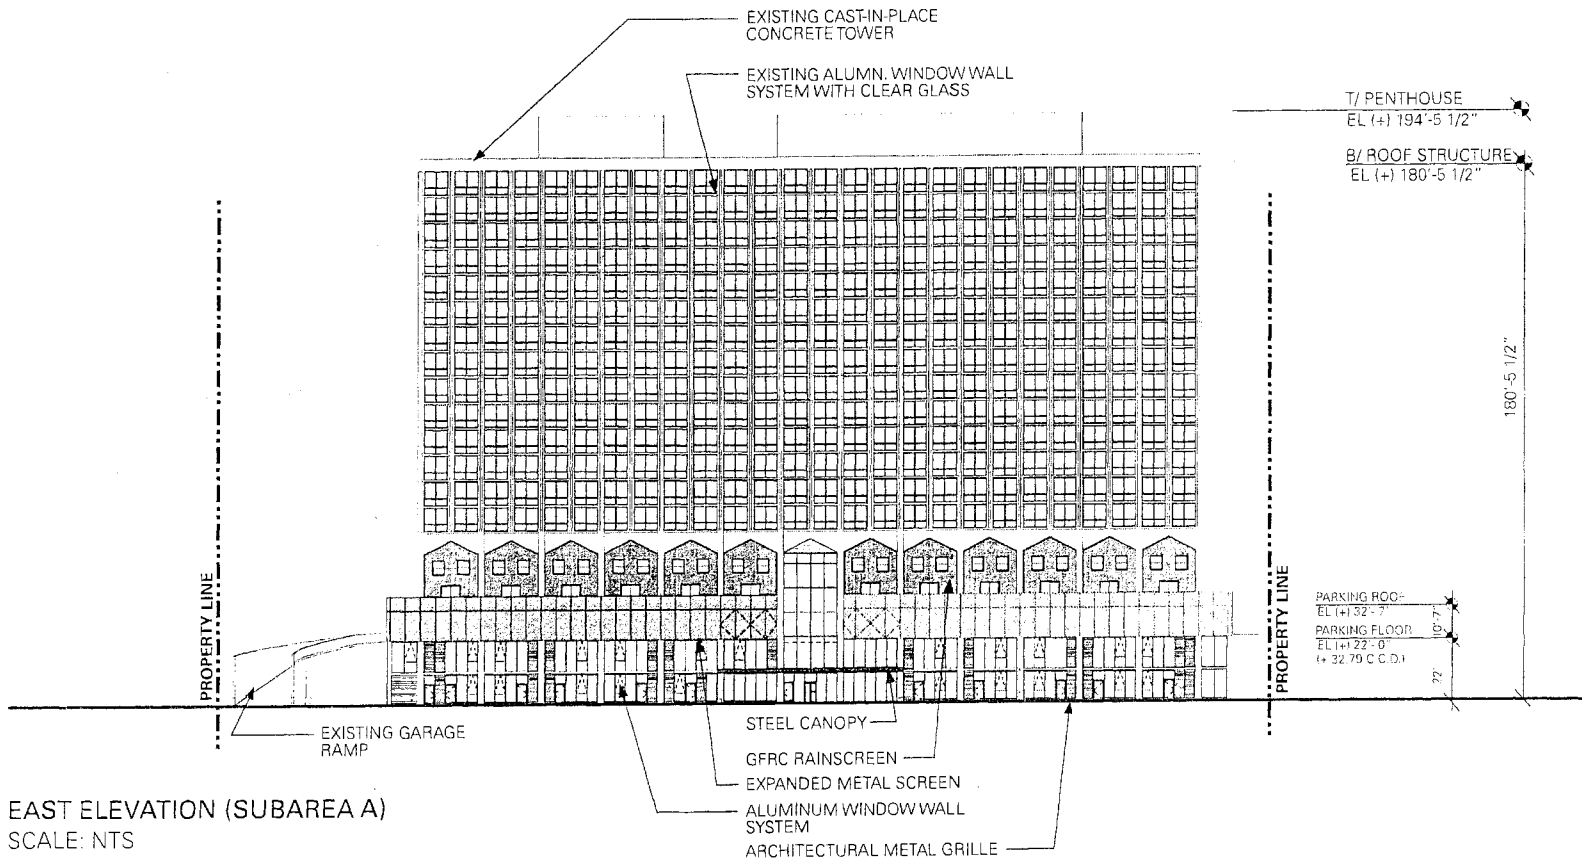 EXISTING CAST-IN-PLACE
CONCRETE TOWER
EXISTING ALUMN. WINDOW WALL
SYSTEM WITH CLEAR GLASS
T/ PENTHOUSE
EL (+) 194'-5 1/2"
B/ ROOF STRUCTURE
EL (+) 180'-5 1/2"
180'-5 1/2"
PROPERTY LINE
PROPERTY LINE
PARKING ROOF
EL (+) 32'-7"
10'-7"
PARKING FLOOR
EL (+) 22'-0"
(+ 32.79 C.C.D.)
22'
EXISTING GARAGE
RAMP
STEEL CANOPY
GFRC RAINSCREEN
EXPANDED METAL SCREEN
ALUMINUM WINDOW WALL
SYSTEM
ARCHITECTURAL METAL GRILLE
EAST ELEVATION (SUBAREA A)
SCALE: NTS